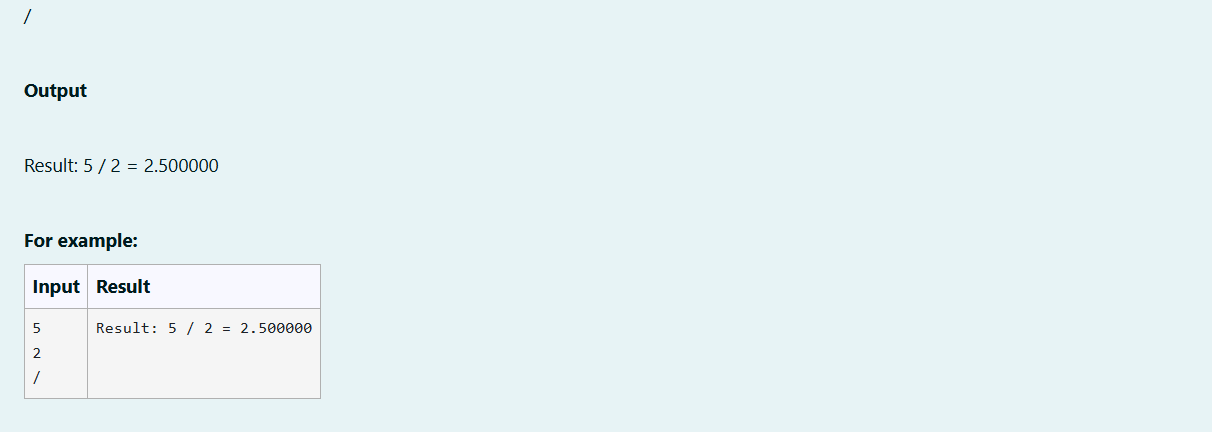 /
Output
Result: 5 / 2 = 2.500000
For example:
Input Result
5 Result: 5 / 2 = 2.500000
2
/